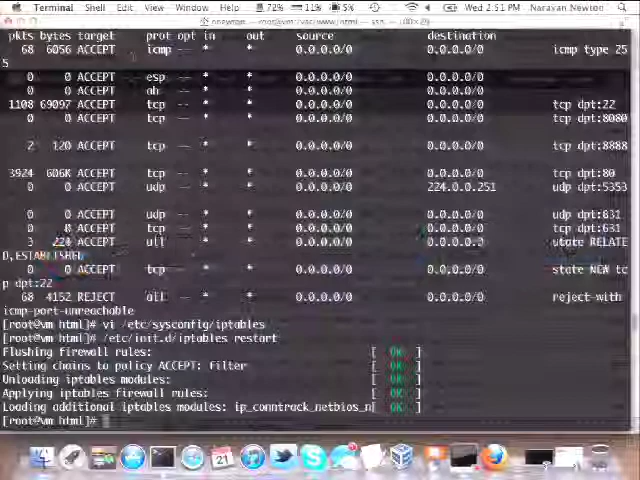 Terminal Shell Edit View Window Help 72% 11% 5% Wed 2:51 PM Narayan Newton
pkts bytes target prot opt in out source destination
68 6056 ACCEPT icmp -- * * 0.0.0.0/0 0.0.0.0/0 icmp type 25
5
0 0 ACCEPT esp -- * * 0.0.0.0/0 0.0.0.0/0
0 0 ACCEPT ah -- * * 0.0.0.0/0 0.0.0.0/0
1108 69097 ACCEPT tcp -- * * 0.0.0.0/0 0.0.0.0/0 tcp dpt:22
0 0 ACCEPT tcp -- * * 0.0.0.0/0 0.0.0.0/0 tcp dpt:8080
2 120 ACCEPT tcp -- * * 0.0.0.0/0 0.0.0.0/0 tcp dpt:8888
3924 606K ACCEPT tcp -- * * 0.0.0.0/0 0.0.0.0/0 tcp dpt:80
0 0 ACCEPT udp -- * * 0.0.0.0/0 224.0.0.251 udp dpt:5353
0 0 ACCEPT udp -- * * 0.0.0.0/0 0.0.0.0/0 udp dpt:631
0 0 ACCEPT tcp -- * * 0.0.0.0/0 0.0.0.0/0 tcp dpt:631
3 224 ACCEPT all -- * * 0.0.0.0/0 0.0.0.0/0 state RELATE
D,ESTABLISHED
0 0 ACCEPT tcp -- * * 0.0.0.0/0 0.0.0.0/0 state NEW tc
p dpt:22
68 4152 REJECT all -- * * 0.0.0.0/0 0.0.0.0/0 reject-with
icmp-port-unreachable
[root@vm html]# vi /etc/sysconfig/iptables
[root@vm html]# /etc/init.d/iptables restart
Flushing firewall rules: [ OK ]
Setting chains to policy ACCEPT: filter [ OK ]
Unloading iptables modules: [ OK ]
Applying iptables firewall rules: [ OK ]
Loading additional iptables modules: ip_conntrack_netbios_n[ OK ]
[root@vm html]#
21